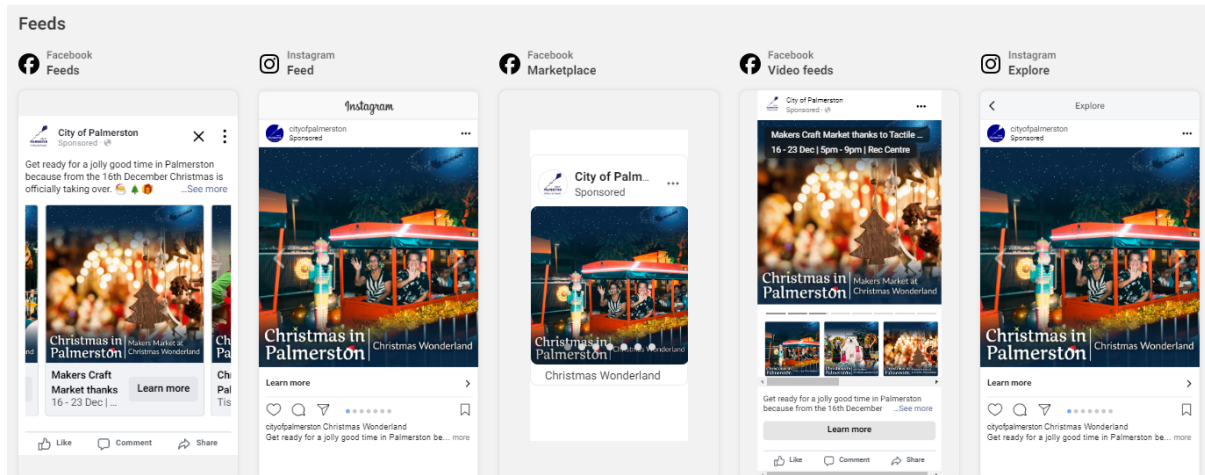 Feeds
Facebook
Feeds
City of Palmerston
Sponsored
Get ready for a jolly good time in Palmerston
because from the 16th December Christmas is
officially taking over. 🎅🎄🎁 ...See more
Christmas in
Palmerston
Makers Market at
Christmas Wonderland
Makers Craft
Market thanks
16 - 23 Dec | ...
Learn more
Like
Comment
Share
Instagram
Feed
Instagram
cityofpalmerston
Sponsored
Christmas in
Palmerston
Christmas Wonderland
Learn more
cityofpalmerston Christmas Wonderland
Get ready for a jolly good time in Palmerston be... more
Facebook
Marketplace
City of Palm...
Sponsored
Christmas in
Palmerston
Christmas Wonderland
Christmas Wonderland
Facebook
Video feeds
City of Palmerston
Sponsored
Makers Craft Market thanks to Tactile ...
16 - 23 Dec | 5pm - 9pm | Rec Centre
Christmas in
Palmerston
Makers Market at
Christmas Wonderland
Get ready for a jolly good time in Palmerston
because from the 16th December ...See more
Learn more
Like
Comment
Share
Instagram
Explore
Explore
cityofpalmerston
Sponsored
Christmas in
Palmerston
Christmas Wonderland
Learn more
cityofpalmerston Christmas Wonderland
Get ready for a jolly good time in Palmerston be... more